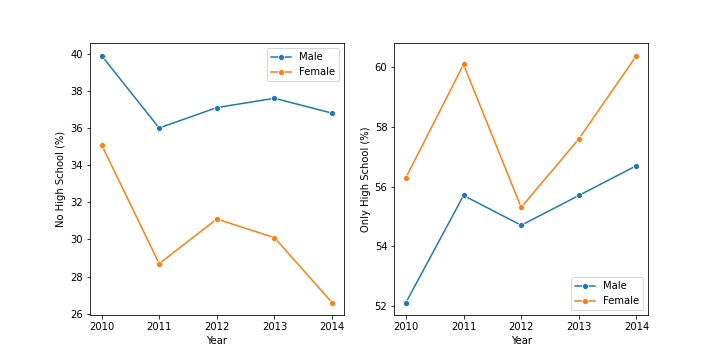 No High School (%)
40
38
36
34
32
30
28
26
2010 2011 2012 2013 2014
Year
Male
Female
Only High School (%)
60
58
56
54
52
2010 2011 2012 2013 2014
Year
Male
Female